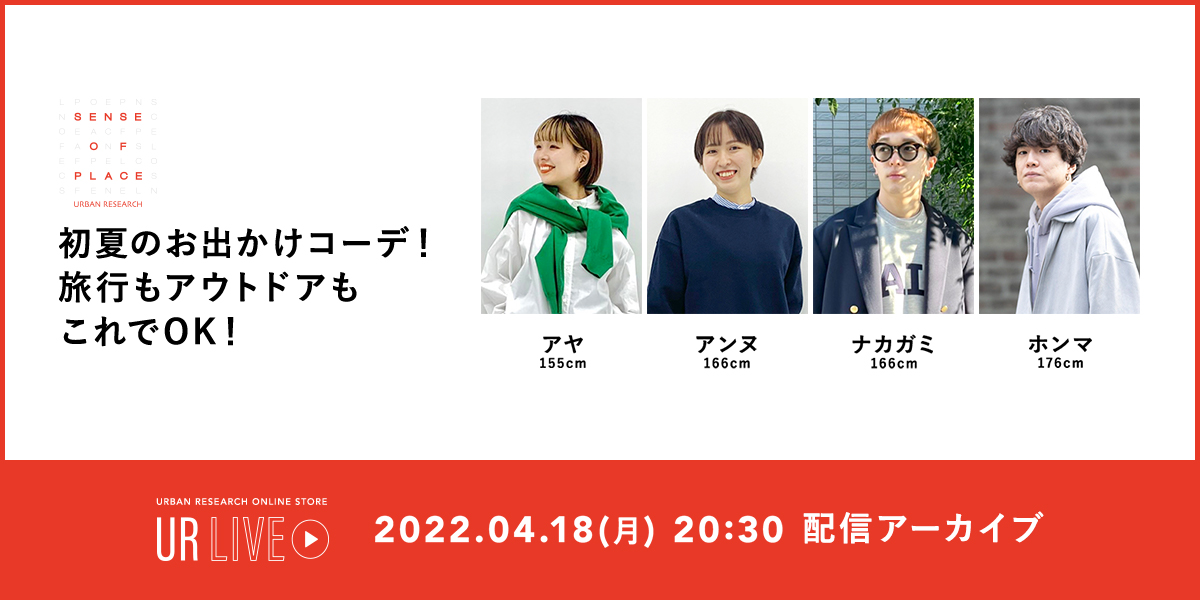 L P O E P N S
N S E N S E C
D E A C F P E
F A O N F G L
E F P E L C O
C P L A C E S
S F E N E L N
URBAN RESEARCH
初夏のお出かけコーデ！
旅行もアウトドアも
これでOK！
アヤ
155cm
アンヌ
166cm
ナカガミ
166cm
ホンマ
176cm
URBAN RESEARCH ONLINE STORE
UR LIVE
2022.04.18(月) 20:30 配信アーカイブ